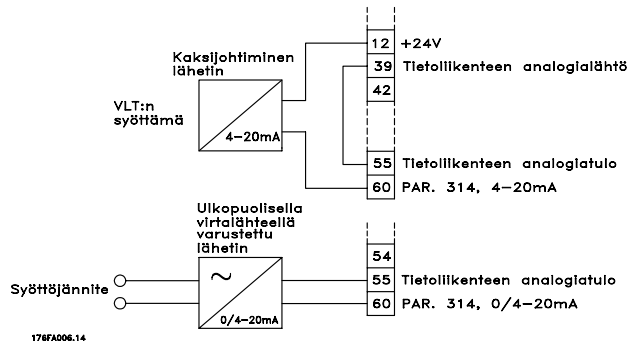 Kaksijohtiminen
lähetin
VLT:n
syöttämä
4-20mA
12 +24V
39 Tietoliikenteen analogialähtö
42
55 Tietoliikenteen analogiatulo
60 PAR. 314, 4-20mA
Ulkopuolisella
virtalähteellä
varustettu
lähetin
Syöttöjännite
~
0/4-20mA
54
55 Tietoliikenteen analogiatulo
60 PAR. 314, 0/4-20mA
176FA006.14